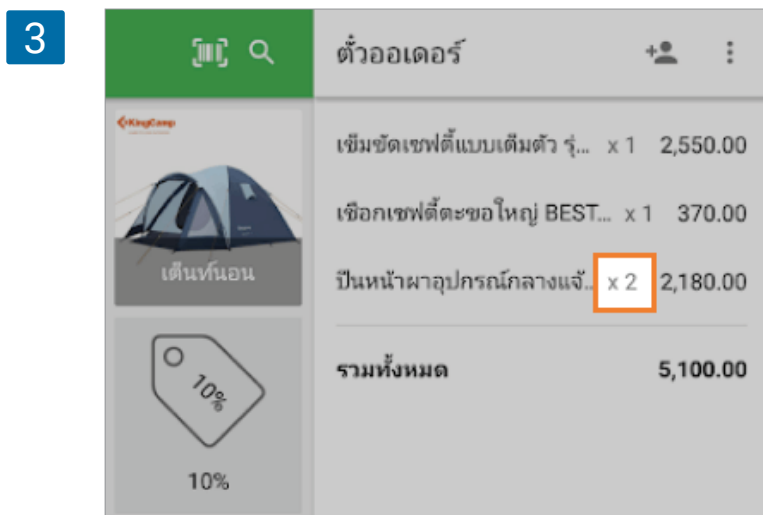 3
ตั๋วออเดอร์
KingCamp
เข็มขัดเซฟตี้แบบเต็มตัว รุ่... x 1 2,550.00
เชือกเซฟตี้ตะขอใหญ่ BEST... x 1 370.00
เต็นท์นอน
ปีนหน้าผาอุปกรณ์กลางแจ้.. x 2 2,180.00
รวมทั้งหมด 5,100.00
10%
10%